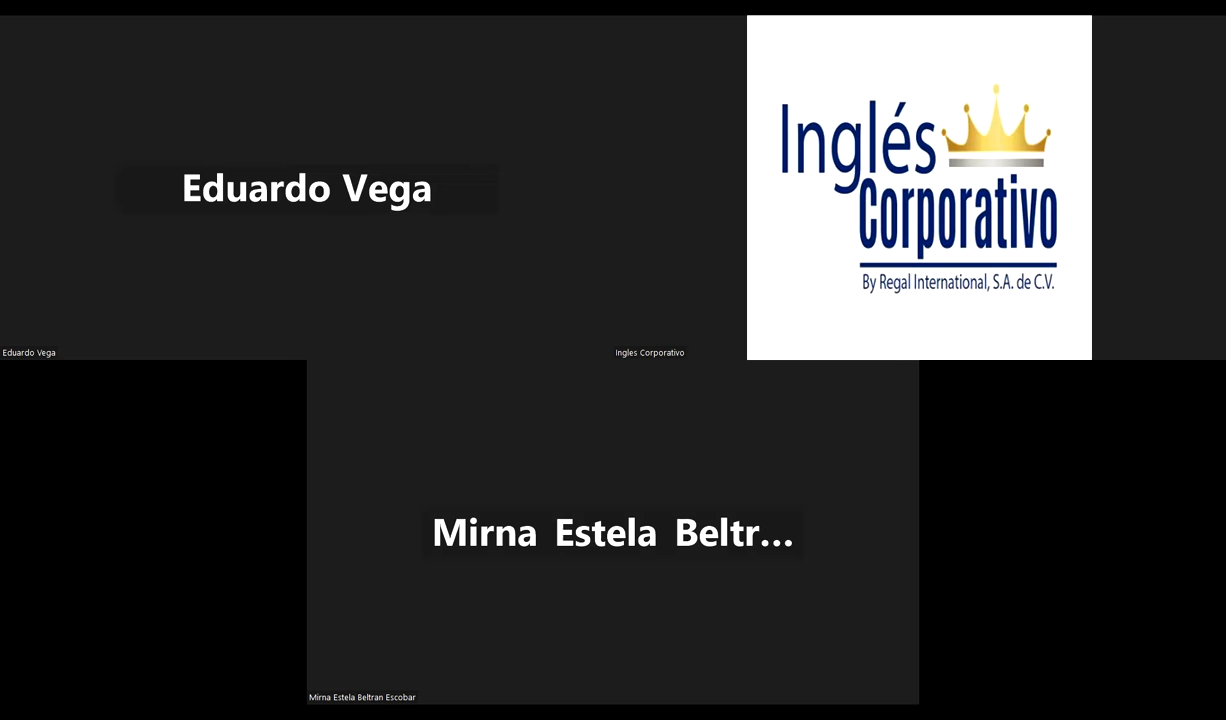 Eduardo Vega
Inglés
Corporativo
By Regal International, S.A. de C.V.
Eduardo Vega
Ingles Corporativo
Mirna Estela Beltr...
Mirna Estela Beltran Escobar